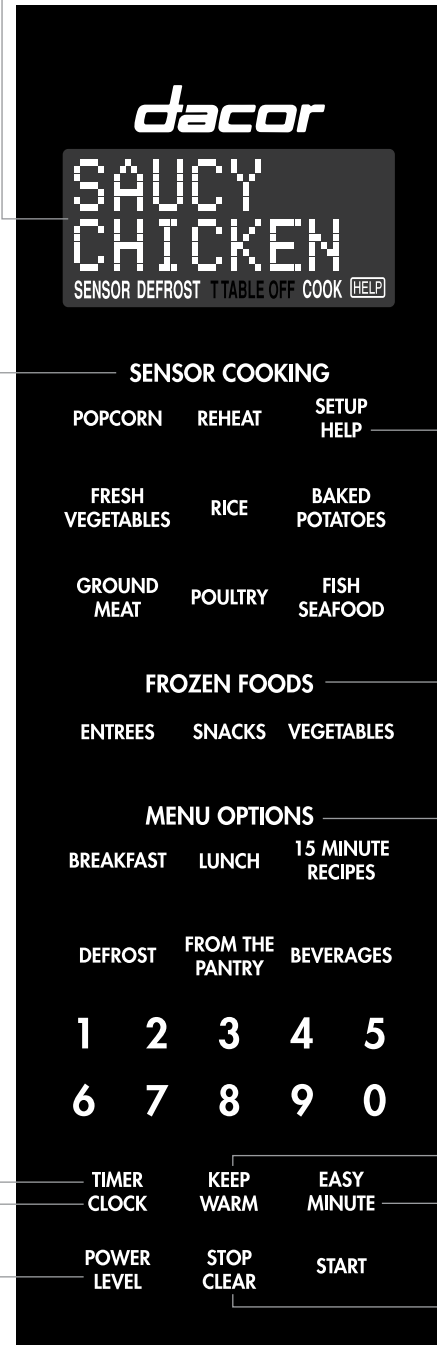 dacor
SAUCY
CHICKEN
SENSOR DEFROST T TABLE OFF COOK HELP
SENSOR COOKING
POPCORN REHEAT SETUP HELP
FRESH VEGETABLES RICE BAKED POTATOES
GROUND MEAT POULTRY FISH SEAFOOD
FROZEN FOODS
ENTREES SNACKS VEGETABLES
MENU OPTIONS
BREAKFAST LUNCH 15 MINUTE RECIPES
DEFROST FROM THE PANTRY BEVERAGES
1 2 3 4 5
6 7 8 9 0
TIMER CLOCK KEEP WARM EASY MINUTE
POWER LEVEL STOP CLEAR START